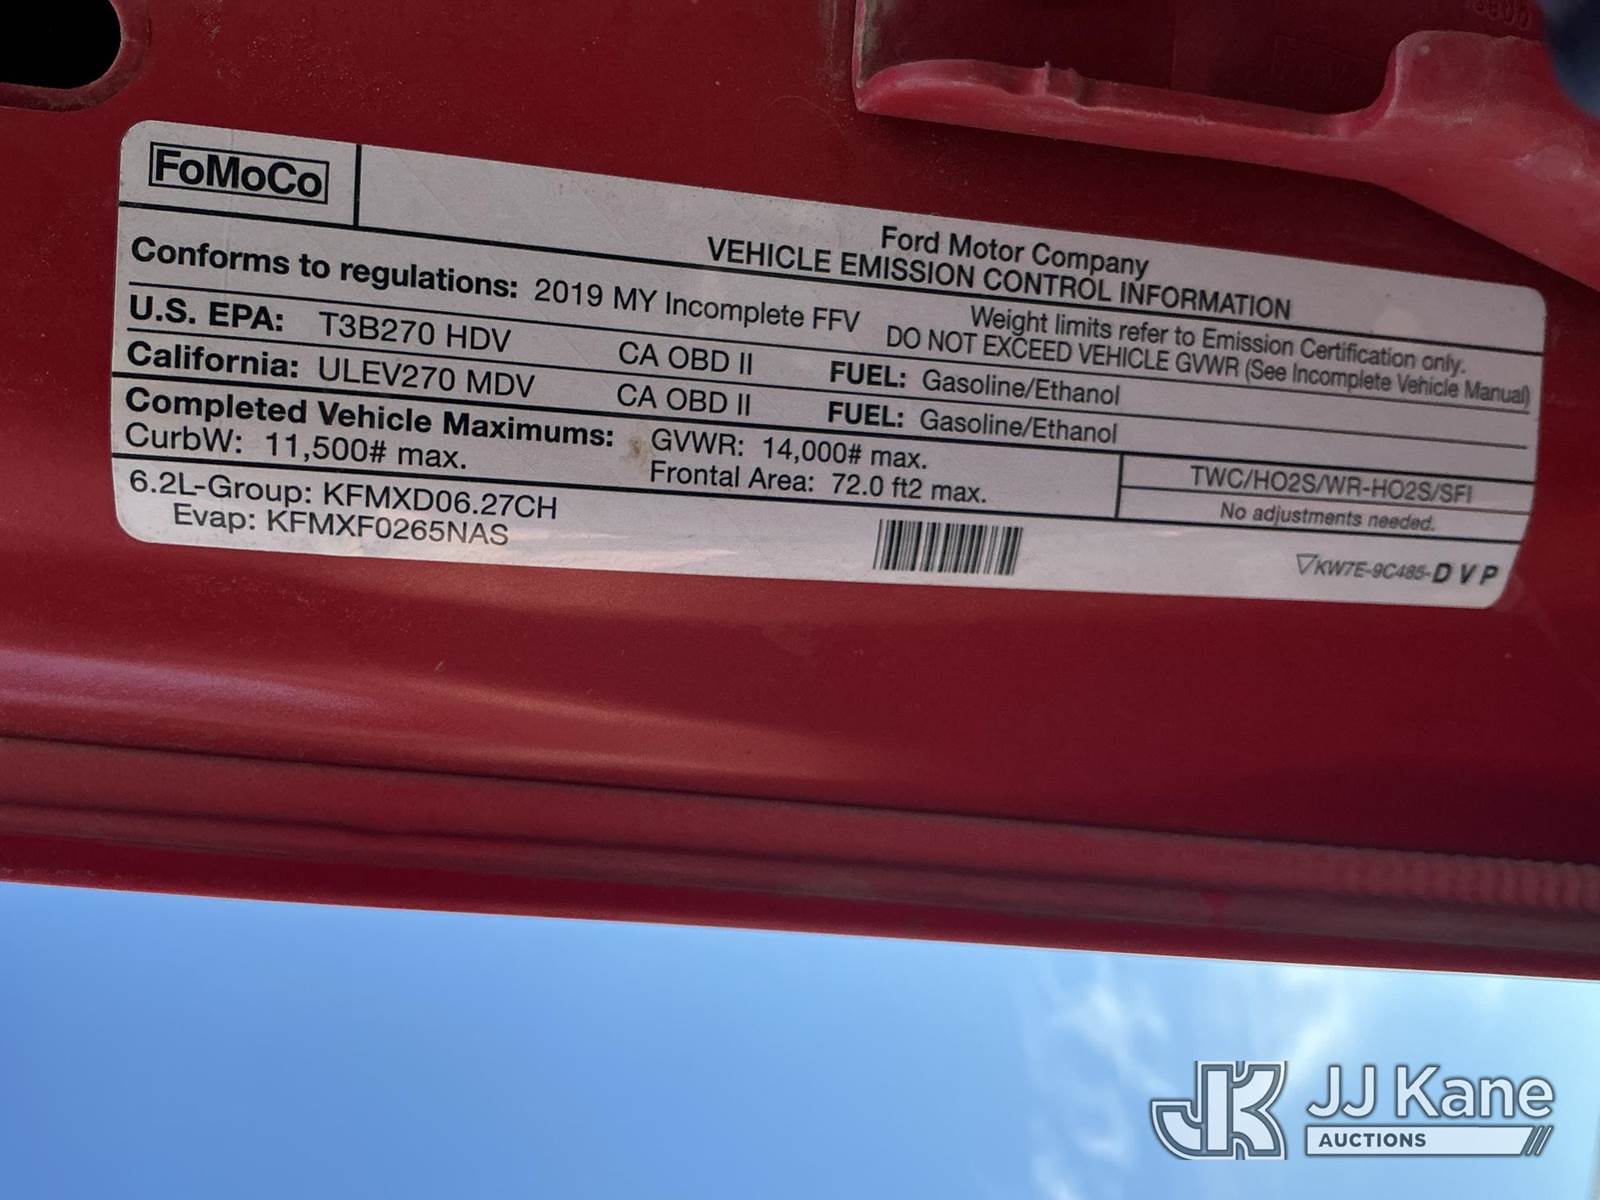 FoMoCo
Ford Motor Company
VEHICLE EMISSION CONTROL INFORMATION
Conforms to regulations: 2019 MY Incomplete FFV
Weight limits refer to Emission Certification only.
DO NOT EXCEED VEHICLE GVWR (See Incomplete Vehicle Manual)
U.S. EPA: T3B270 HDV CA OBD II FUEL: Gasoline/Ethanol
California: ULEV270 MDV CA OBD II FUEL: Gasoline/Ethanol
Completed Vehicle Maximums: GVWR: 14,000# max.
CurbW: 11,500# max. Frontal Area: 72.0 ft2 max.
TWC/HO2S/WR-HO2S/SFI
No adjustments needed.
6.2L-Group: KFMXD06.27CH
Evap: KFMXF0265NAS
KW7E-9C485-DVP
JK JJ Kane
AUCTIONS